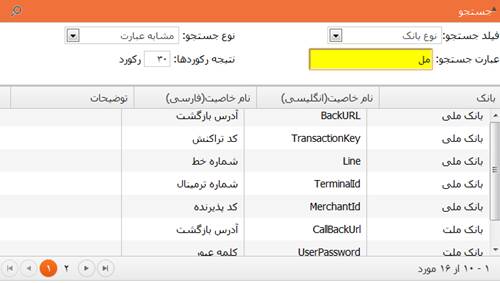 جستجو
فیلد جستجو: نوع بانک نوع جستجو: مشابه عبارت
عبارت جستجو: مل نتیجه رکوردها: ۳۰ رکورد
بانک نام خاصیت(انگلیسی) نام خاصیت(فارسی) توضیحات
بانک ملی BackURL آدرس بازگشت
بانک ملی TransactionKey کد تراکنش
بانک ملی Line شماره خط
بانک ملی TerminalId شماره ترمینال
بانک ملی MerchantId کد پذیرنده
بانک ملت CallBackUrl آدرس بازگشت
بانک ملت UserPassword کلمه عبور
۱ - ۱۰ از ۱۶ مورد ۲ ۱